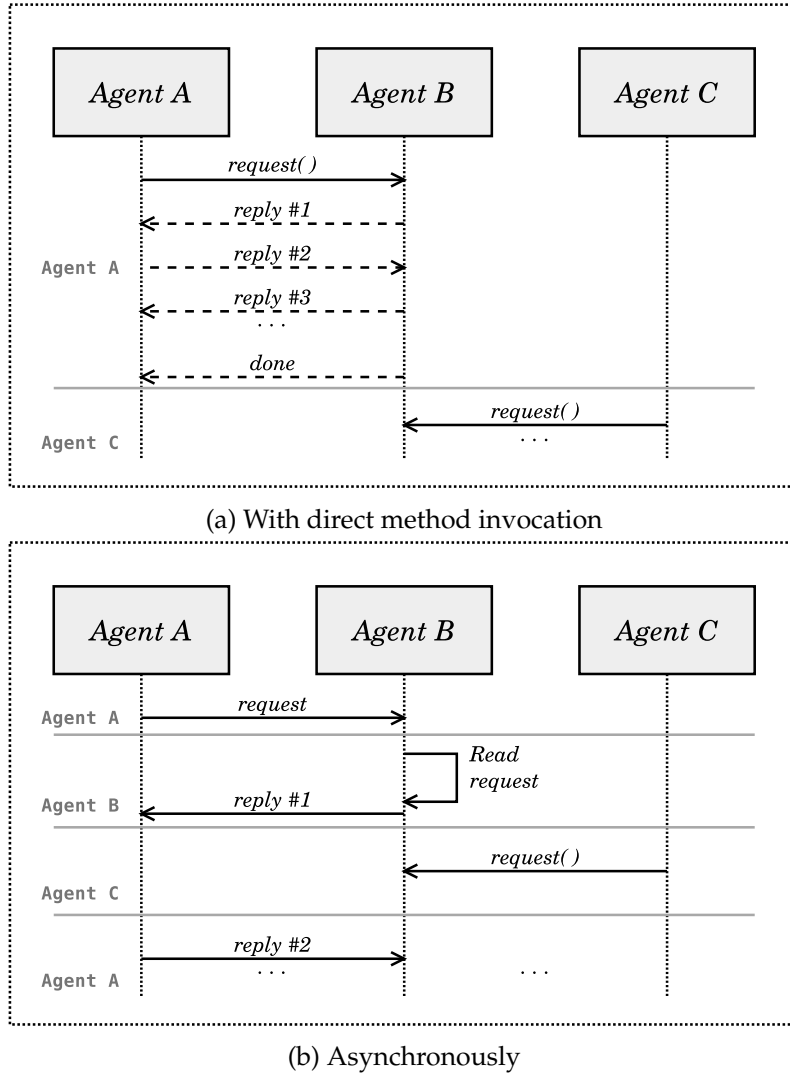 Agent A
Agent B
Agent C
request( )
reply #1
Agent A
reply #2
reply #3
. . .
done
request( )
Agent C
. . .
(a) With direct method invocation
Agent A
Agent B
Agent C
Agent A
request
Read
request
Agent B
reply #1
request( )
Agent C
reply #2
. . .
. . .
Agent A
(b) Asynchronously